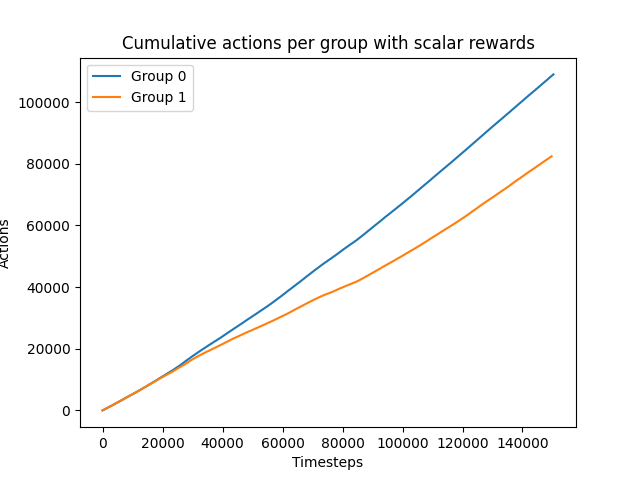 Cumulative actions per group with scalar rewards
Group 0
Group 1
100000
80000
60000
40000
20000
0
Actions
0 20000 40000 60000 80000 100000 120000 140000
Timesteps